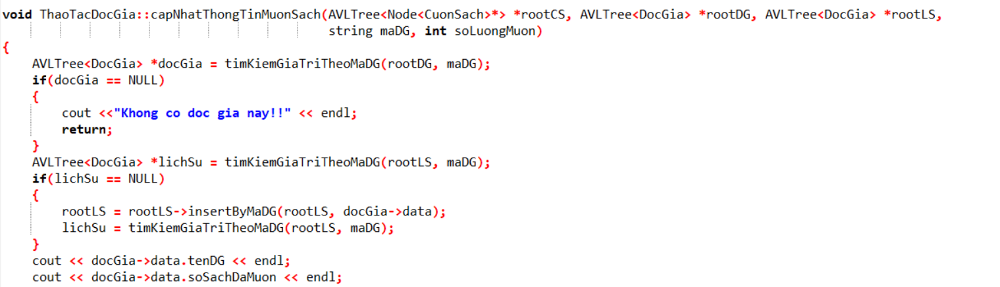 void ThaoTacDocGia::capNhatThongTinMuonSach(AVLTree<Node<CuonSach>*> *rootCS, AVLTree<DocGia> *rootDG, AVLTree<DocGia> *rootLS,
string maDG, int soLuongMuon)
{
AVLTree<DocGia> *docGia = timKiemGiaTriTheoMaDG(rootDG, maDG);
if(docGia == NULL)
{
cout <<"Khong co doc gia nay!!" << endl;
return;
}
AVLTree<DocGia> *lichSu = timKiemGiaTriTheoMaDG(rootLS, maDG);
if(lichSu == NULL)
{
rootLS = rootLS->insertByMaDG(rootLS, docGia->data);
lichSu = timKiemGiaTriTheoMaDG(rootLS, maDG);
}
cout << docGia->data.tenDG << endl;
cout << docGia->data.soSachDaMuon << endl;